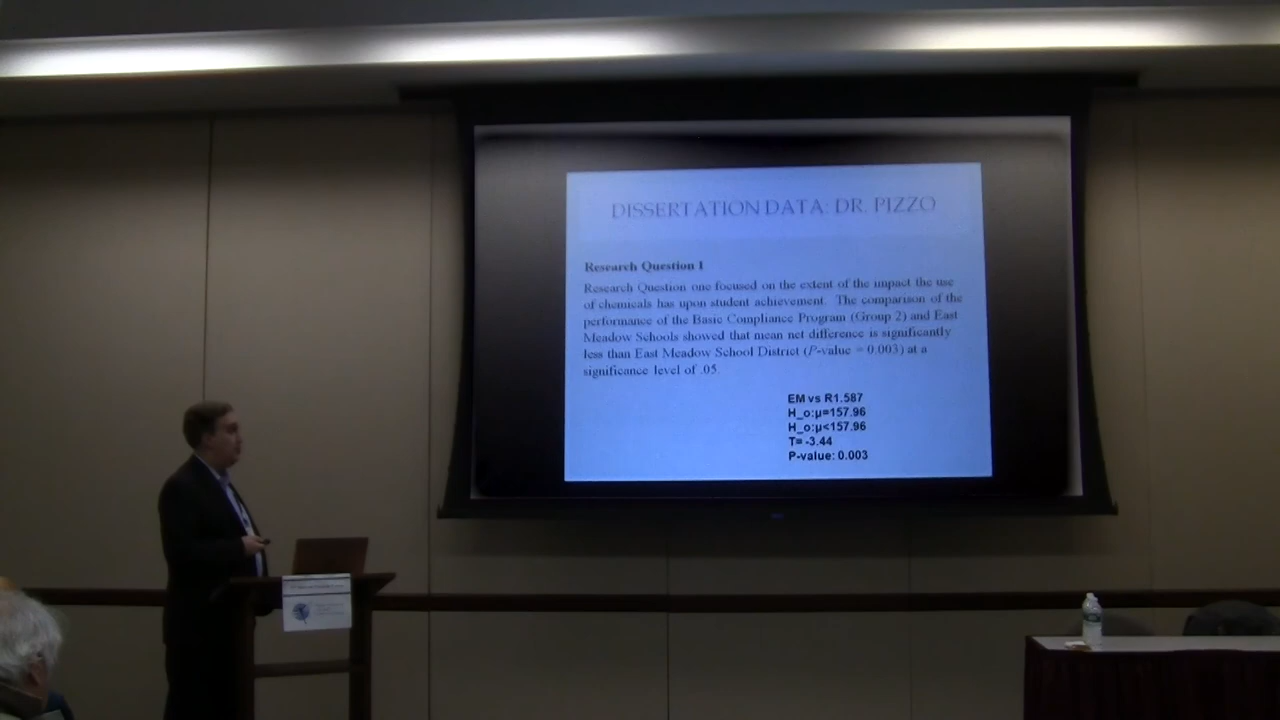 DISSERTATION DATA: DR. PIZZO
Research Question 1
Research Question one focused on the extent of the impact the use
of chemicals has upon student achievement. The comparison of the
performance of the Basic Compliance Program (Group 2) and East
Meadow Schools showed that mean net difference is significantly
less than East Meadow School District (P-value = 0.003) at a
significance level of .05.
EM vs R1.587
H_o:µ=157.96
H_o:µ<157.96
T= -3.44
P-value: 0.003